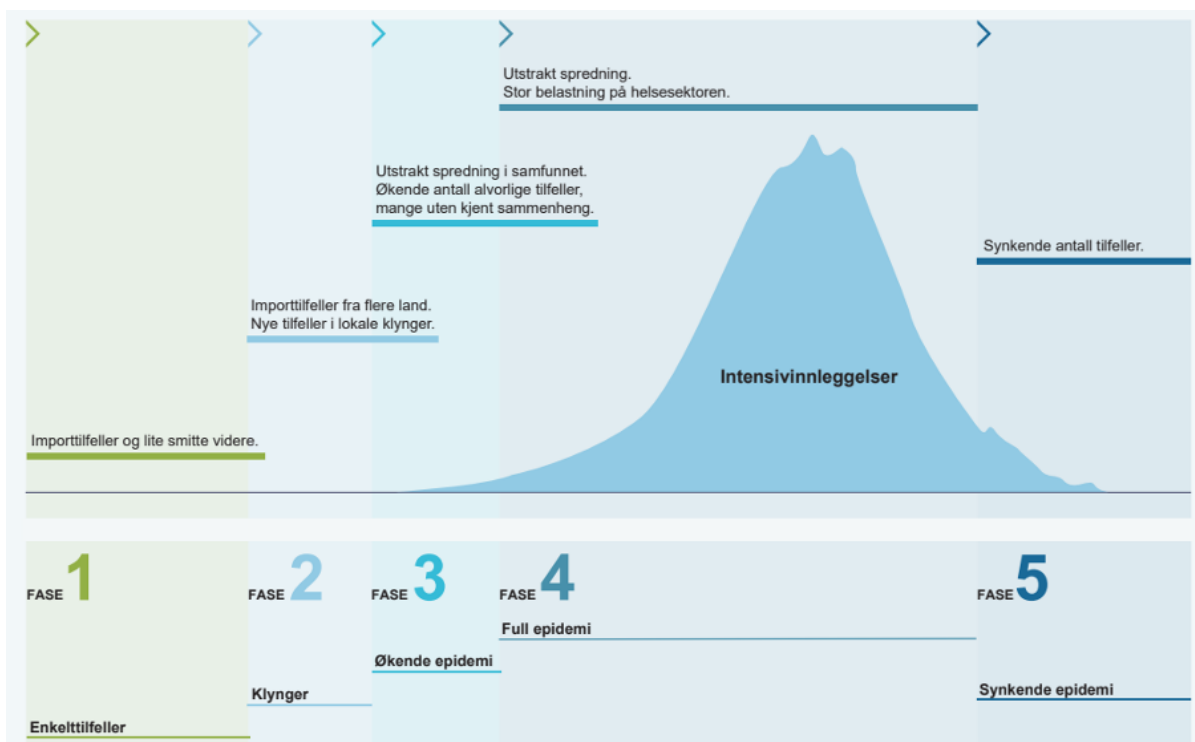 Utstrakt spredning.
Stor belastning på helsesektoren.
Utstrakt spredning i samfunnet.
Økende antall alvorlige tilfeller,
mange uten kjent sammenheng.
Synkende antall tilfeller.
Importtilfeller fra flere land.
Nye tilfeller i lokale klynger.
Intensivinnleggelser
Importtilfeller og lite smitte videre.
FASE 1
FASE 2
FASE 3
FASE 4
FASE 5
Full epidemi
Økende epidemi
Klynger
Synkende epidemi
Enkelttilfeller